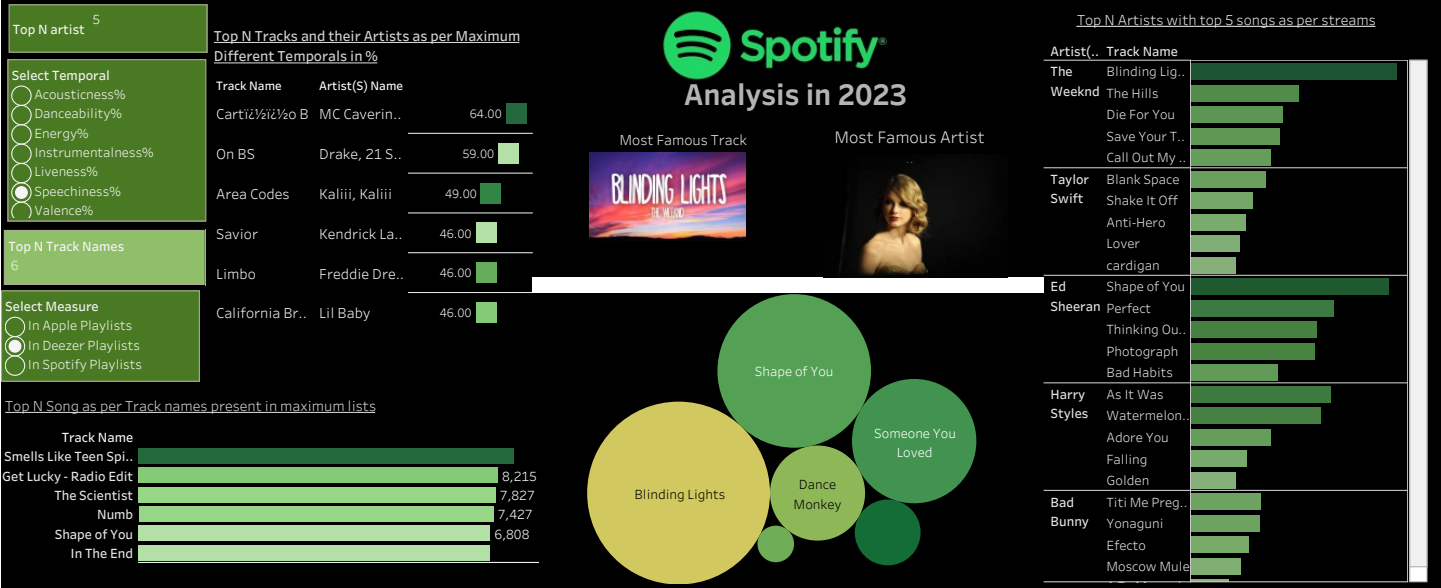 Top N artist 5
Select Temporal
Acousticness%
Danceability%
Energy%
Instrumentalness%
Liveness%
Speechiness%
Valence%
Top N Track Names
6
Select Measure
In Apple Playlists
In Deezer Playlists
In Spotify Playlists
Top N Tracks and their Artists as per Maximum
Different Temporals in %
Track Name Artist(S) Name
Cartï¿½ï¿½o B MC Caverin.. 64.00
On BS Drake, 21 S.. 59.00
Area Codes Kaliii, Kaliii 49.00
Savior Kendrick La.. 46.00
Limbo Freddie Dre.. 46.00
California Br.. Lil Baby 46.00
Top N Song as per Track names present in maximum lists
Track Name
Smells Like Teen Spi..
Get Lucky - Radio Edit 8,215
The Scientist 7,827
Numb 7,427
Shape of You 6,808
In The End
Spotify®
Analysis in 2023
Most Famous Track
BLINDING LIGHTS
THE WEEKND
Most Famous Artist
Shape of You
Someone You
Loved
Blinding Lights
Dance
Monkey
Top N Artists with top 5 songs as per streams
Artist(.. Track Name
The Blinding Lig..
Weeknd The Hills
Die For You
Save Your T..
Call Out My ..
Taylor Blank Space
Swift Shake It Off
Anti-Hero
Lover
cardigan
Ed Shape of You
Sheeran Perfect
Thinking Ou..
Photograph
Bad Habits
Harry As It Was
Styles Watermelon..
Adore You
Falling
Golden
Bad Titi Me Preg..
Bunny Yonaguni
Efecto
Moscow Mule